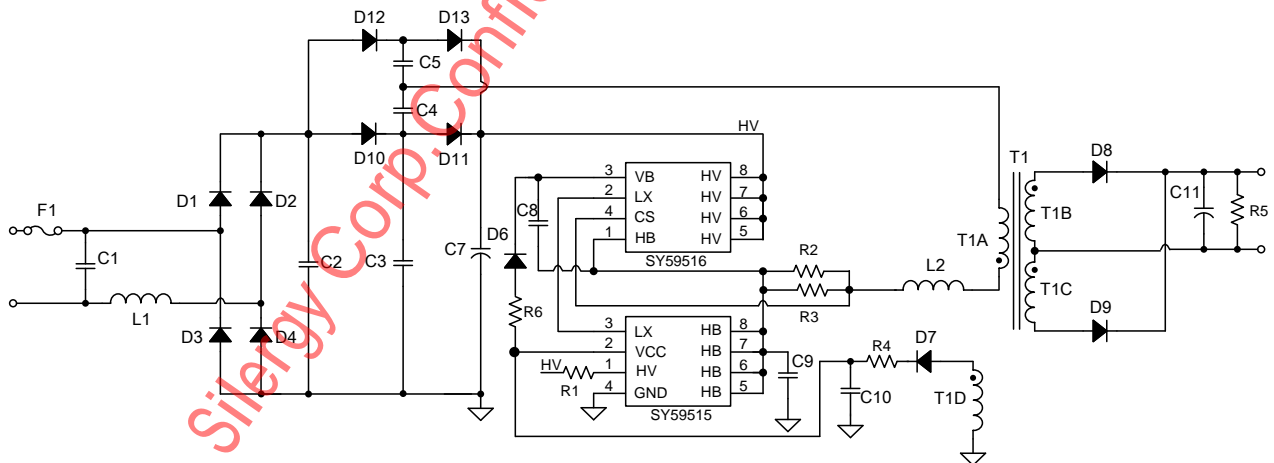 D12
D13
C5
C4
D10
D11
HV
D1
D2
F1
C1
L1
D3
D4
C2
C3
C7
D6
C8
3
VB
HV
8
2
LX
HV
7
4
CS
HV
6
1
HB
HV
5
SY59516
R6
R2
R3
L2
T1
T1A
T1B
T1C
D8
D9
C11
R5
3
LX
HB
8
2
VCC
HB
7
HV
R1
1
HV
HB
6
4
GND
HB
5
SY59515
C9
R4
D7
C10
T1D
Silergy Corp. Confi